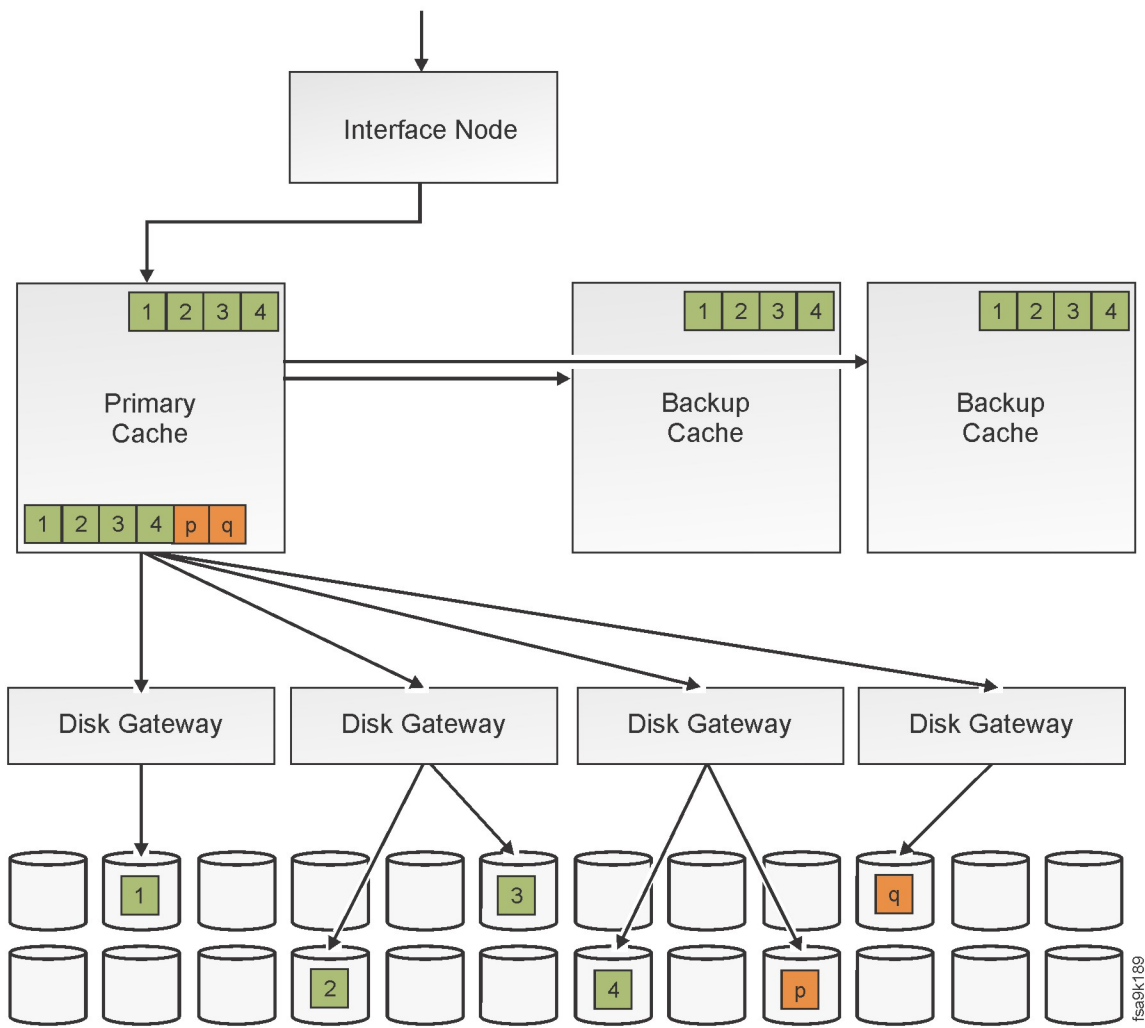 Interface Node
1 2 3 4
1 2 3 4
1 2 3 4
Primary
Cache
Backup
Cache
Backup
Cache
1 2 3 4 p q
Disk Gateway
Disk Gateway
Disk Gateway
Disk Gateway
1
3
q
2
4
p
fsa9k189